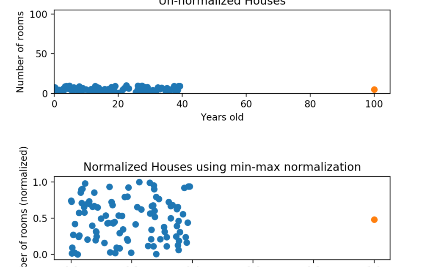 Un-normalized Houses
Number of rooms
100
50
0
0 20 40 60 80 100
Years old
Normalized Houses using min-max normalization
ber of rooms (normalized)
1.0
0.5
0.0